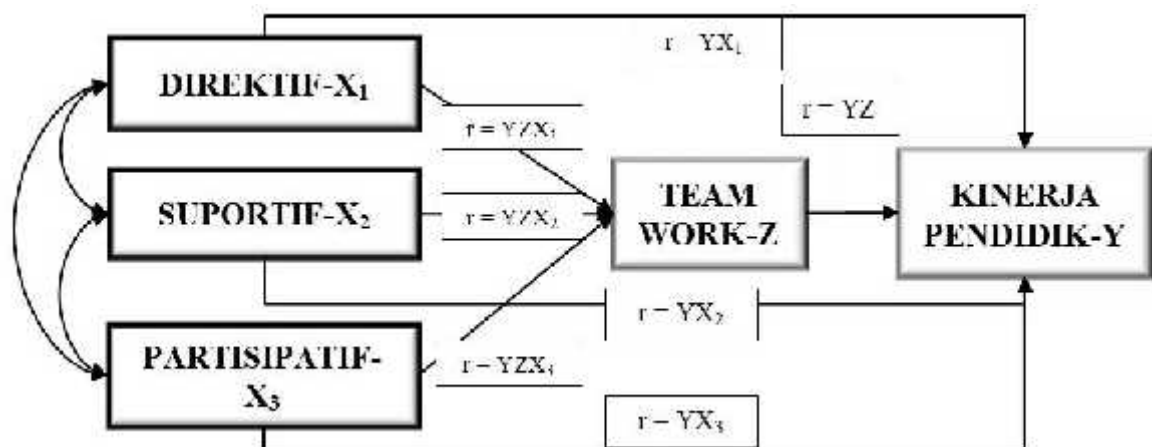 r – YX₁
DIREKTIF-X₁
r = YZ
r = YZX₁
TEAM
WORK-Z
KINERJA
PENDIDIK-Y
SUPORTIF-X₂
r = YZX₂
r = YX₂
PARTISIPATIF-
X₃
r – YZX₃
r – YX₃